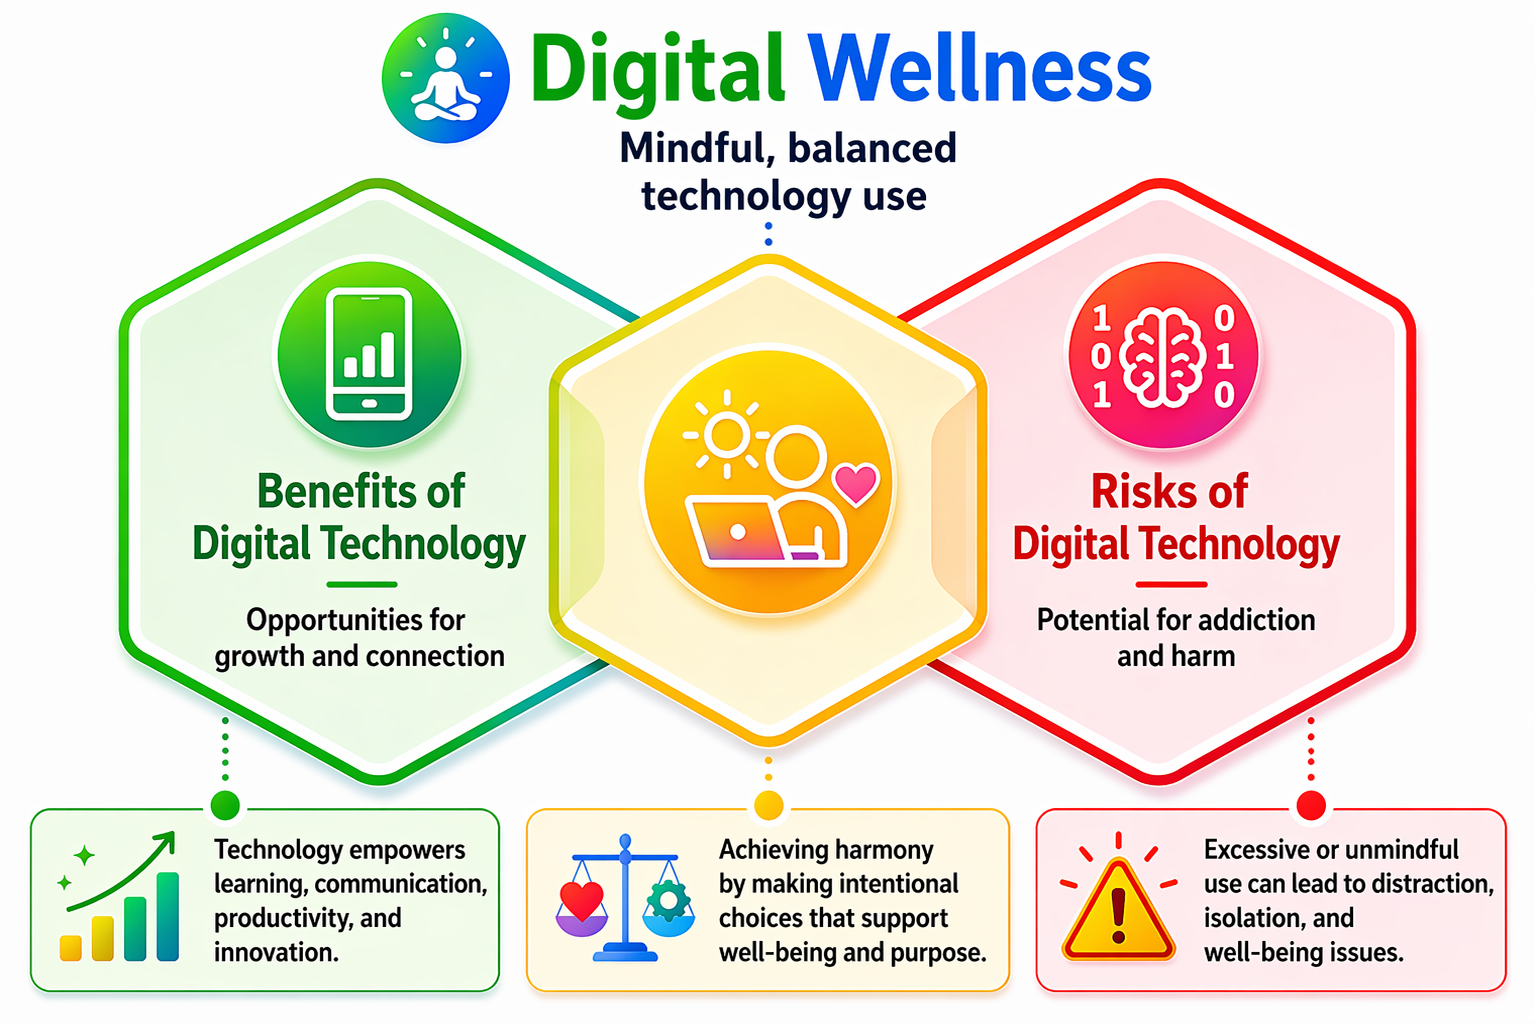 Digital Wellness
Mindful, balanced
technology use
Benefits of
Digital Technology
Opportunities for
growth and connection
1 0
0 1
1 0
Risks of
Digital Technology
Potential for addiction
and harm
Technology empowers
learning, communication,
productivity, and
innovation.
Achieving harmony
by making intentional
choices that support
well-being and purpose.
Excessive or unmindful
use can lead to distraction,
isolation, and
well-being issues.